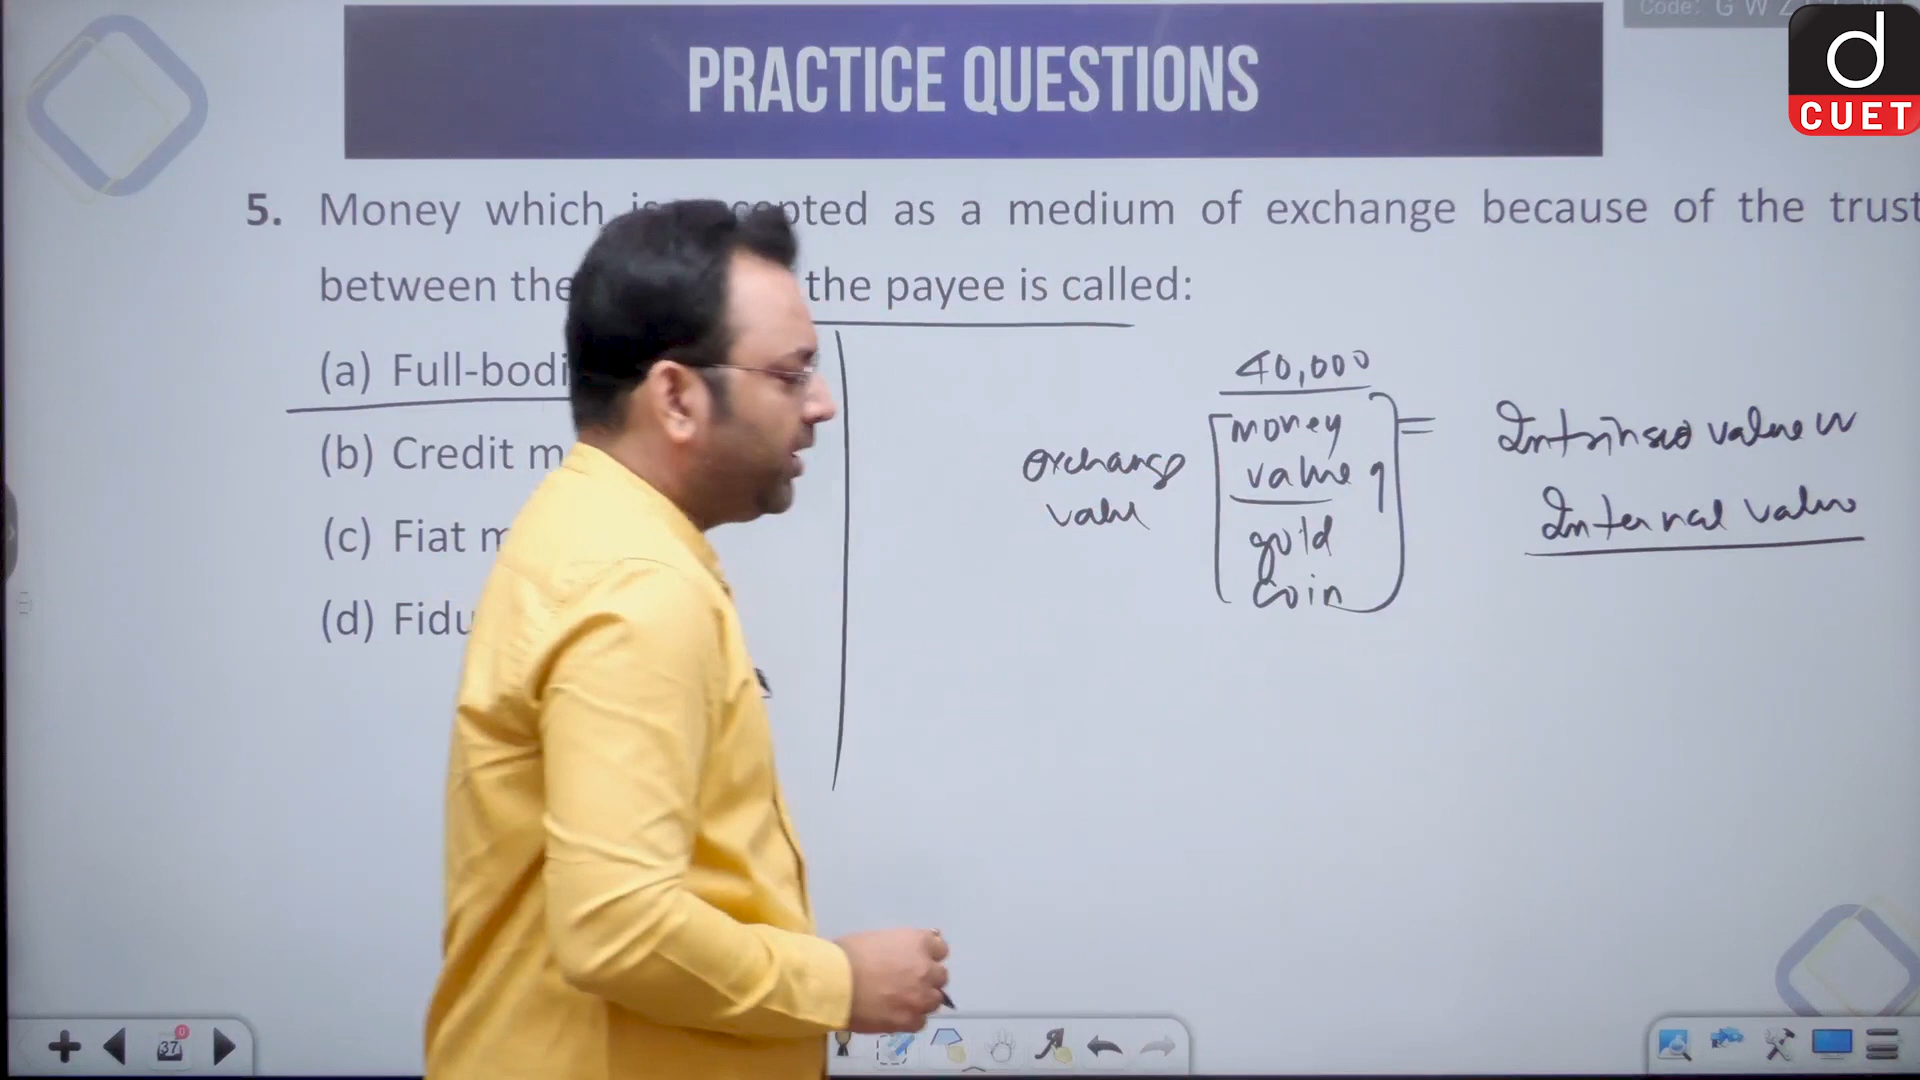 Code: G W Z
d
CUET
PRACTICE QUESTIONS
5. Money which is accepted as a medium of exchange because of the trust
between the the payee is called:
(a) Full-bodi
(b) Credit m
(c) Fiat m
(d) Fidu
40,000
money
value
gold
coin
exchange
value
=
Intrinsic value
Internal value
37
0